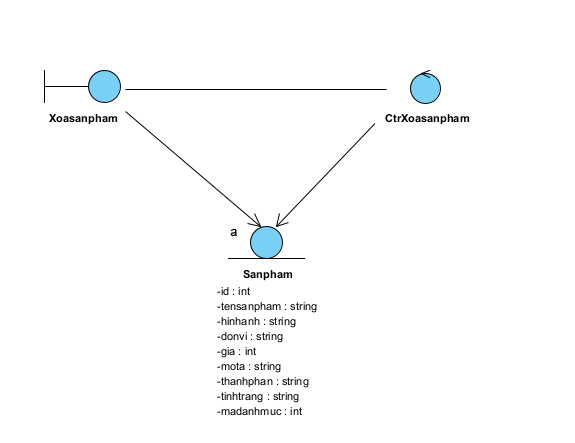 Xoasanpham
CtrXoasanpham
a
Sanpham
-id : int
-tensanpham : string
-hinhanh : string
-donvi : string
-gia : int
-mota : string
-thanhphan : string
-tinhtrang : string
-madanhmuc : int